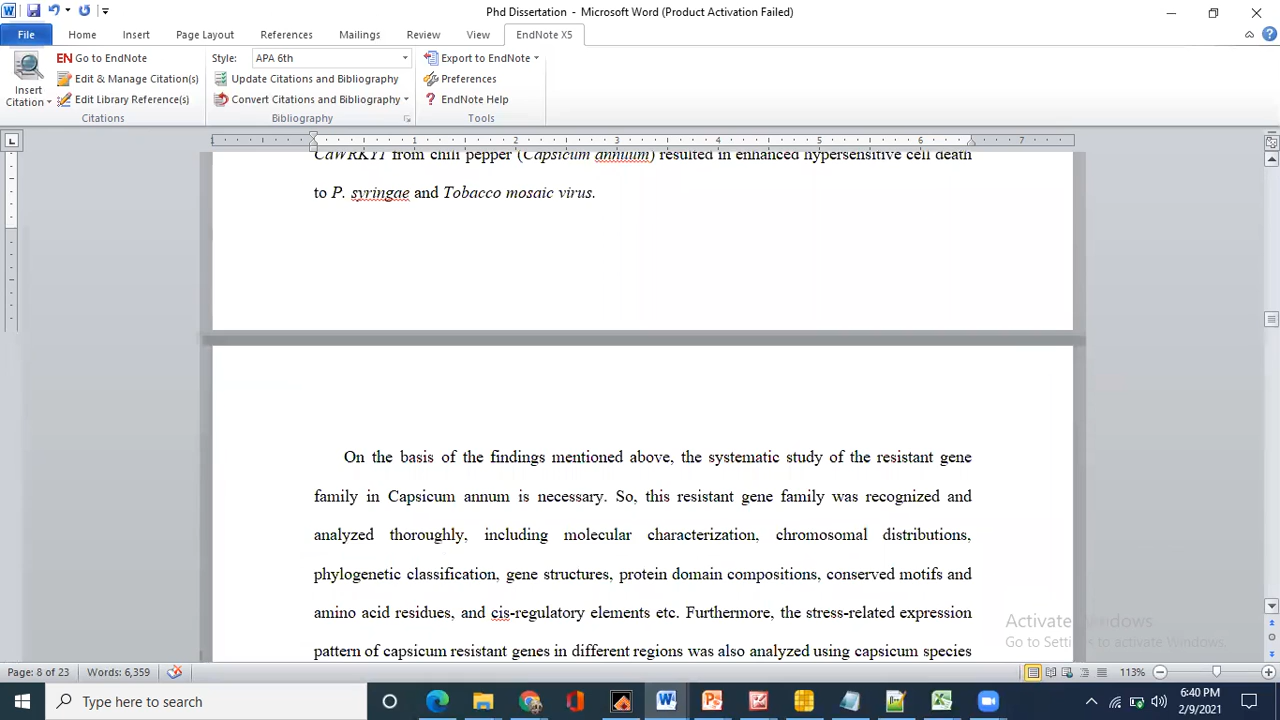 Phd Dissertation - Microsoft Word (Product Activation Failed)
File Home Insert Page Layout References Mailings Review View EndNote X5
Insert Citation
EN Go to EndNote
Edit & Manage Citation(s)
Edit Library Reference(s)
Citations
Style: APA 6th
Update Citations and Bibliography
Convert Citations and Bibliography
Bibliography
Export to EndNote
Preferences
EndNote Help
Tools
1 2 3 4 5 6 7
from chili pepper (Capsicum annuum) resulted in enhanced hypersensitive cell death
to P. syringae and Tobacco mosaic virus.
On the basis of the findings mentioned above, the systematic study of the resistant gene
family in Capsicum annum is necessary. So, this resistant gene family was recognized and
analyzed thoroughly, including molecular characterization, chromosomal distributions,
phylogenetic classification, gene structures, protein domain compositions, conserved motifs and
amino acid residues, and cis-regulatory elements etc. Furthermore, the stress-related expression
pattern of capsicum resistant genes in different regions was also analyzed using capsicum species
Activate Windows
Go to Settings to activate Windows.
Page: 8 of 23 Words: 6,359 113%
Type here to search
6:40 PM
2/9/2021